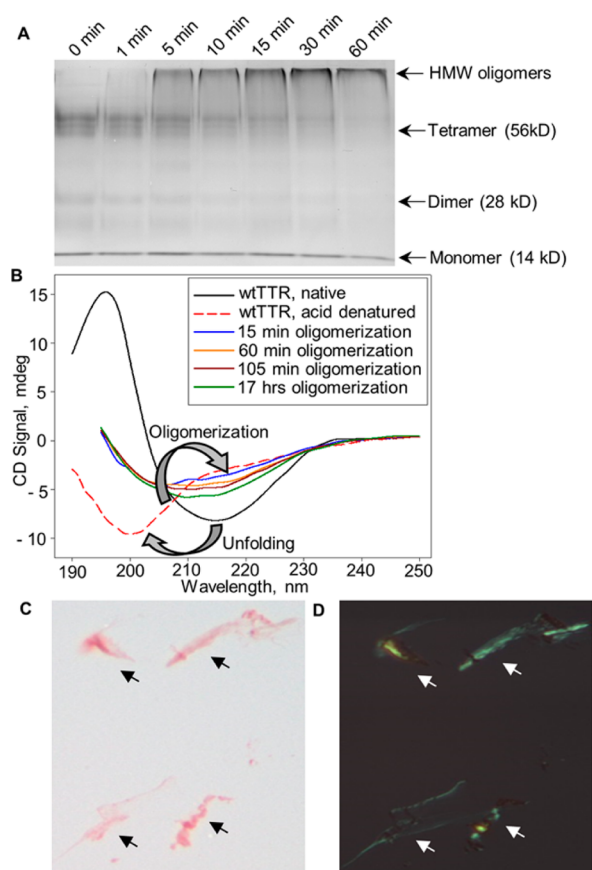 A
0 min
1 min
5 min
10 min
15 min
30 min
60 min
HMW oligomers
Tetramer (56kD)
Dimer (28 kD)
Monomer (14 kD)
B
wtTTR, native
wtTTR, acid denatured
15 min oligomerization
60 min oligomerization
105 min oligomerization
17 hrs oligomerization
CD Signal, mdeg
15
10
5
0
-5
-10
Oligomerization
Unfolding
190 200 210 220 230 240 250
Wavelength, nm
C
D